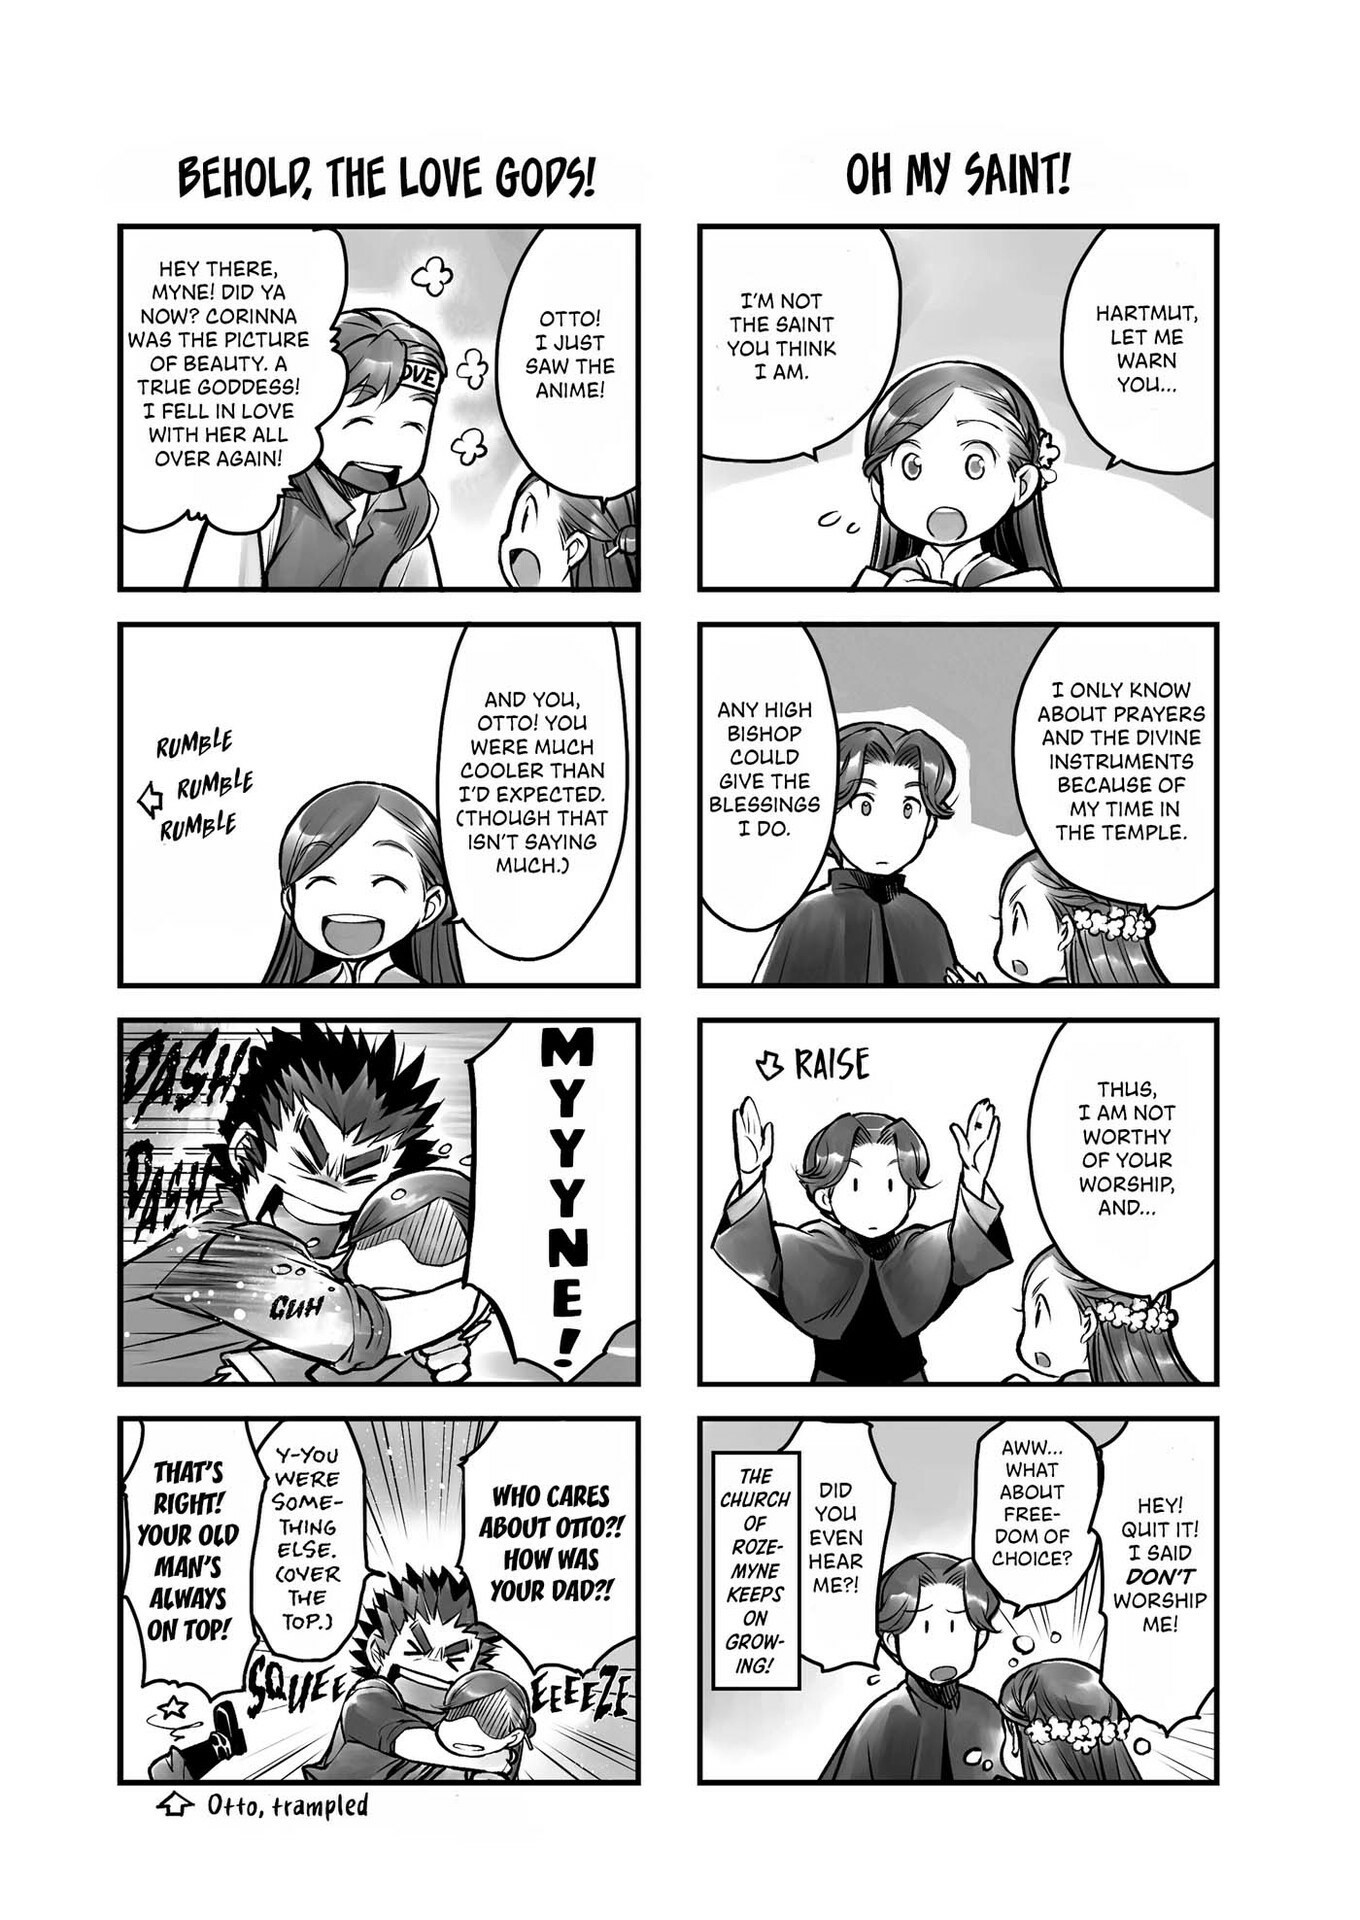 OH MY SAINT!
HARTMUT,
LET ME
WARN
YOU...
I'M NOT
THE SAINT
YOU THINK
I AM.
I ONLY KNOW
ABOUT PRAYERS
AND THE DIVINE
INSTRUMENTS
BECAUSE OF
MY TIME IN
THE TEMPLE.
ANY HIGH
BISHOP
COULD
GIVE THE
BLESSINGS
I DO.
THUS,
I AM NOT
WORTHY
OF YOUR
WORSHIP,
AND...
RAISE
HEY!
QUIT IT!
I SAID
DON'T
WORSHIP
ME!
AWW...
WHAT
ABOUT
FREE-
DOM OF
CHOICE?
DID
YOU
EVEN
HEAR
ME?!
THE
CHURCH
OF
ROZE-
MYNE
KEEPS
ON
GROW-
ING!
BEHOLD, THE LOVE GODS!
OTTO!
I JUST
SAW THE
ANIME!
HEY THERE,
MYNE! DID YA
NOW? CORINNA
WAS THE PICTURE
OF BEAUTY. A
TRUE GODDESS!
I FELL IN LOVE
WITH HER ALL
OVER AGAIN!
OVE
AND YOU,
OTTO! YOU
WERE MUCH
COOLER THAN
I'D EXPECTED.
(THOUGH THAT
ISN'T SAYING
MUCH.)
RUMBLE
RUMBLE
RUMBLE
MYYYNE!
DASH
DASH
GUH
WHO CARES
ABOUT OTTO?!
HOW WAS
YOUR DAD?!
Y-YOU
WERE
SOME-
THING
ELSE.
(OVER
THE
TOP.)
THAT'S
RIGHT!
YOUR OLD
MAN'S
ALWAYS
ON TOP!
SQUEE
EEEEZE
Otto, trampled